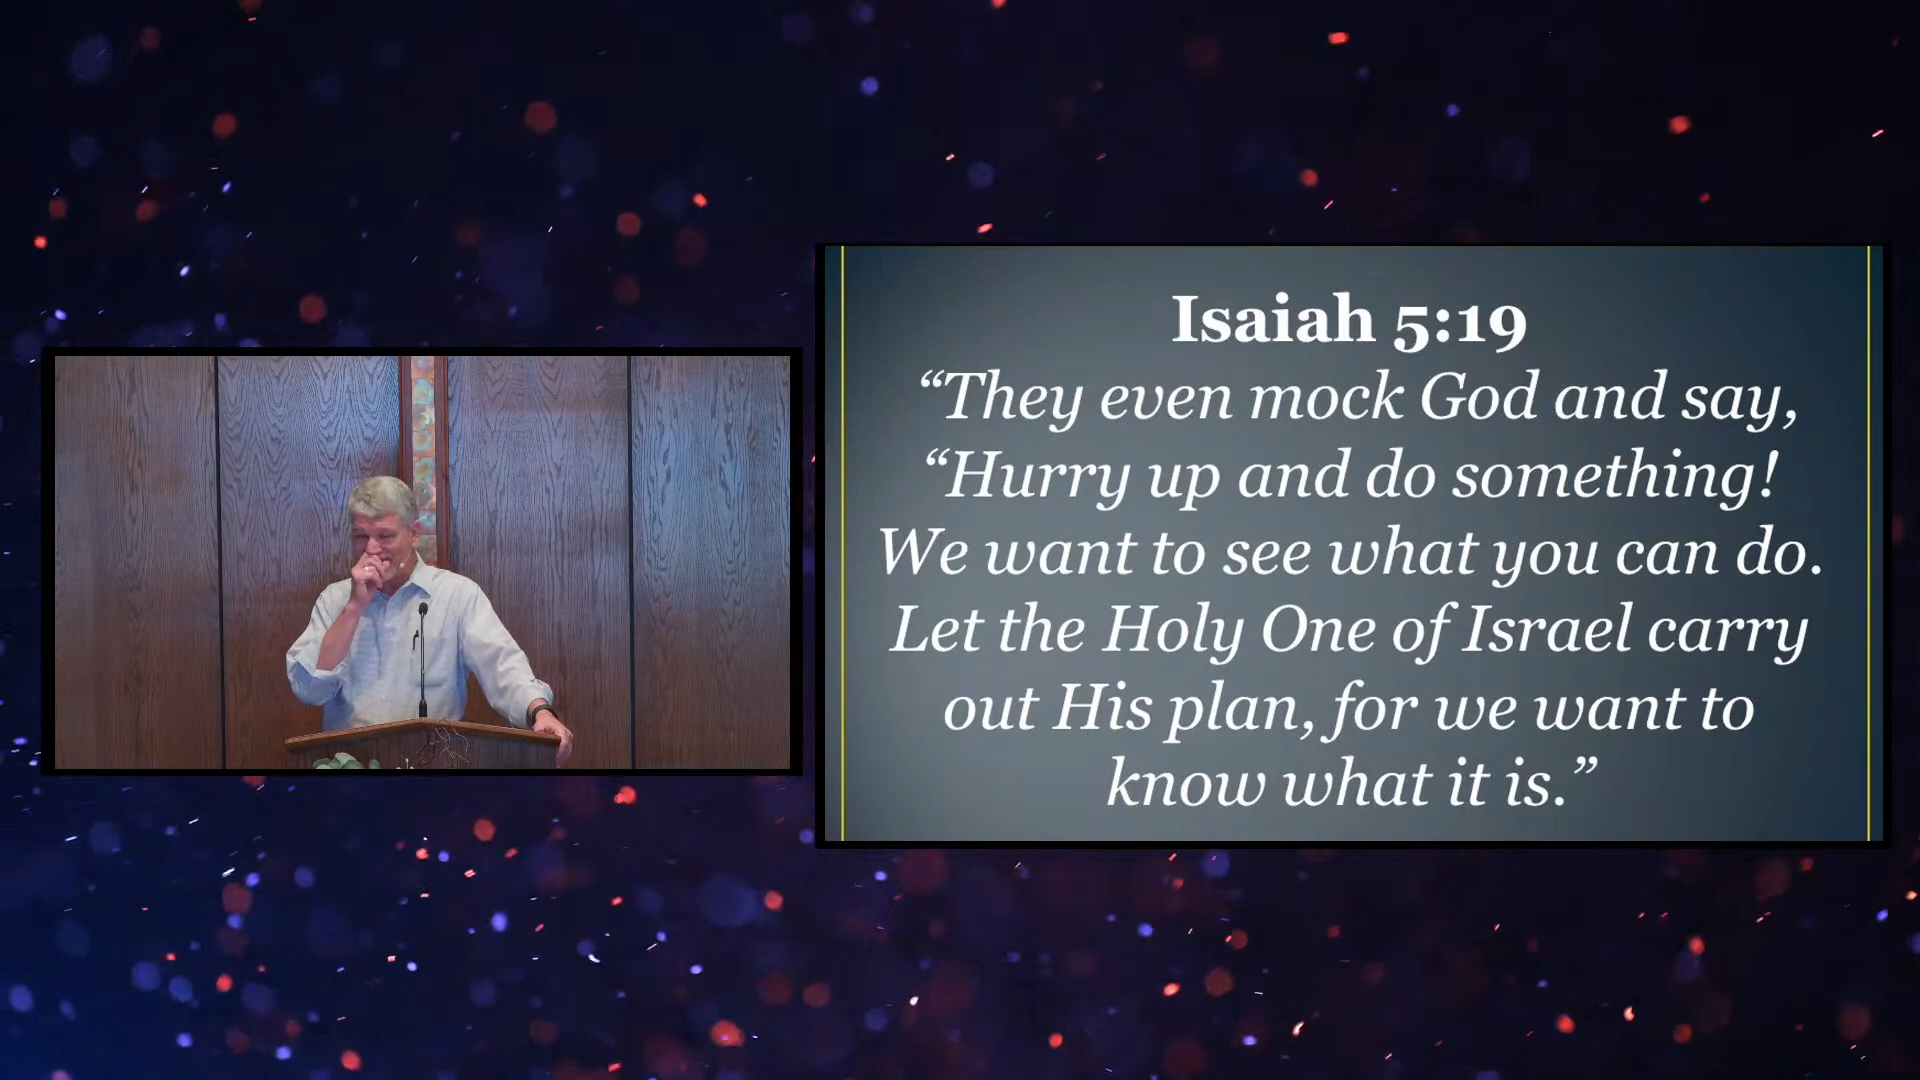 Isaiah 5:19
“They even mock God and say,
“Hurry up and do something!
We want to see what you can do.
Let the Holy One of Israel carry
out His plan, for we want to
know what it is.”